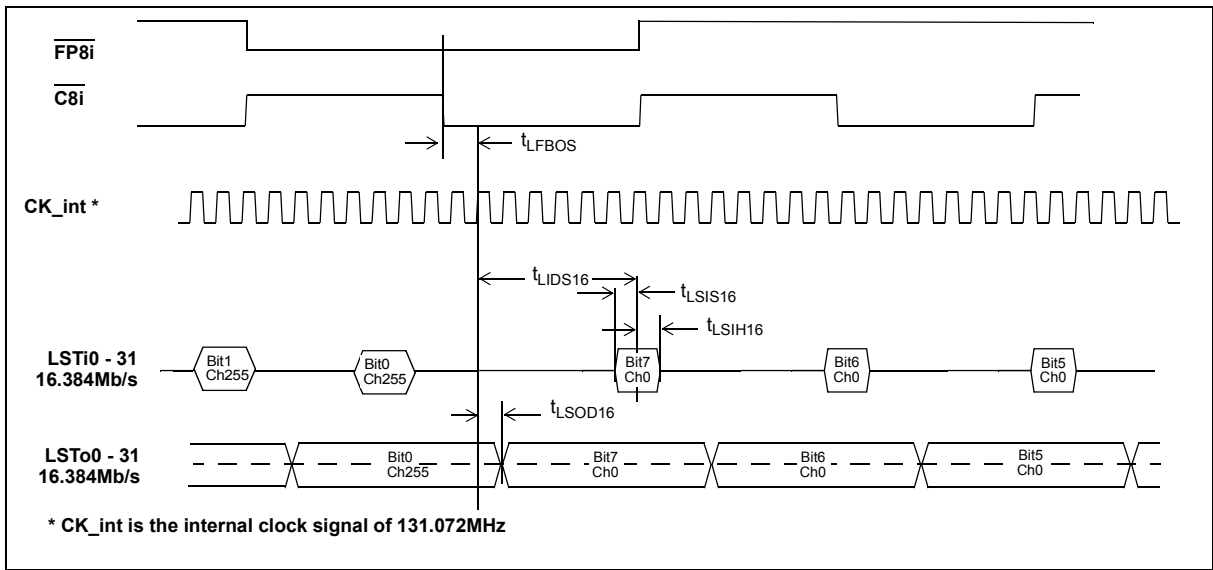 FP8i
C8i
tLFBOS
CK_int *
tLIDS16
tLSIS16
tLSIH16
LSTi0 - 31
16.384Mb/s
Bit1
Ch255
Bit0
Ch255
Bit7
Ch0
Bit6
Ch0
Bit5
Ch0
tLSOD16
LSTo0 - 31
16.384Mb/s
Bit0
Ch255
Bit7
Ch0
Bit6
Ch0
Bit5
Ch0
* CK_int is the internal clock signal of 131.072MHz